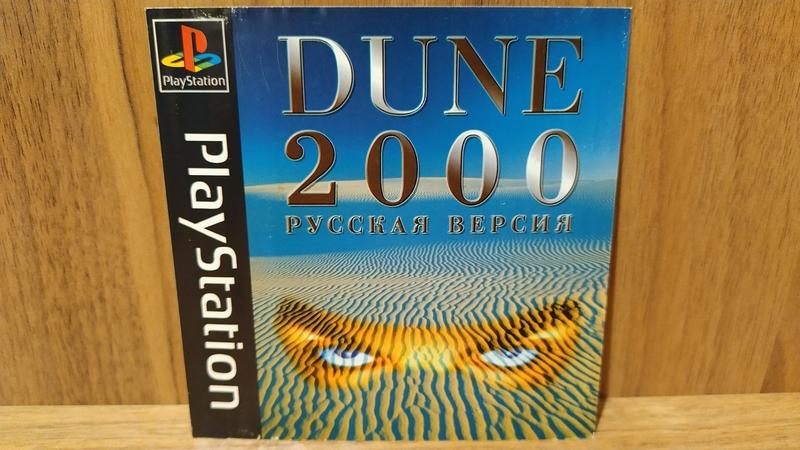 PlayStation
PlayStation
DUNE
2000
РУССКАЯ ВЕРСИЯ